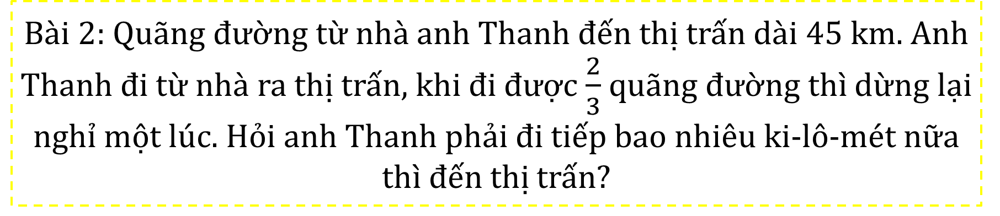 Bài 2: Quãng đường từ nhà anh Thanh đến thị trấn dài 45 km. Anh
Thanh đi từ nhà ra thị trấn, khi đi được 2/3 quãng đường thì dừng lại
nghỉ một lúc. Hỏi anh Thanh phải đi tiếp bao nhiêu ki-lô-mét nữa
thì đến thị trấn?